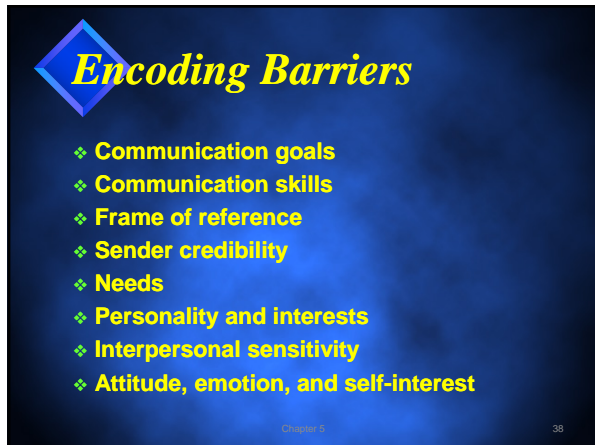 Encoding Barriers
Communication goals
Communication skills
Frame of reference
Sender credibility
Needs
Personality and interests
Interpersonal sensitivity
Attitude, emotion, and self-interest
Chapter 5
38